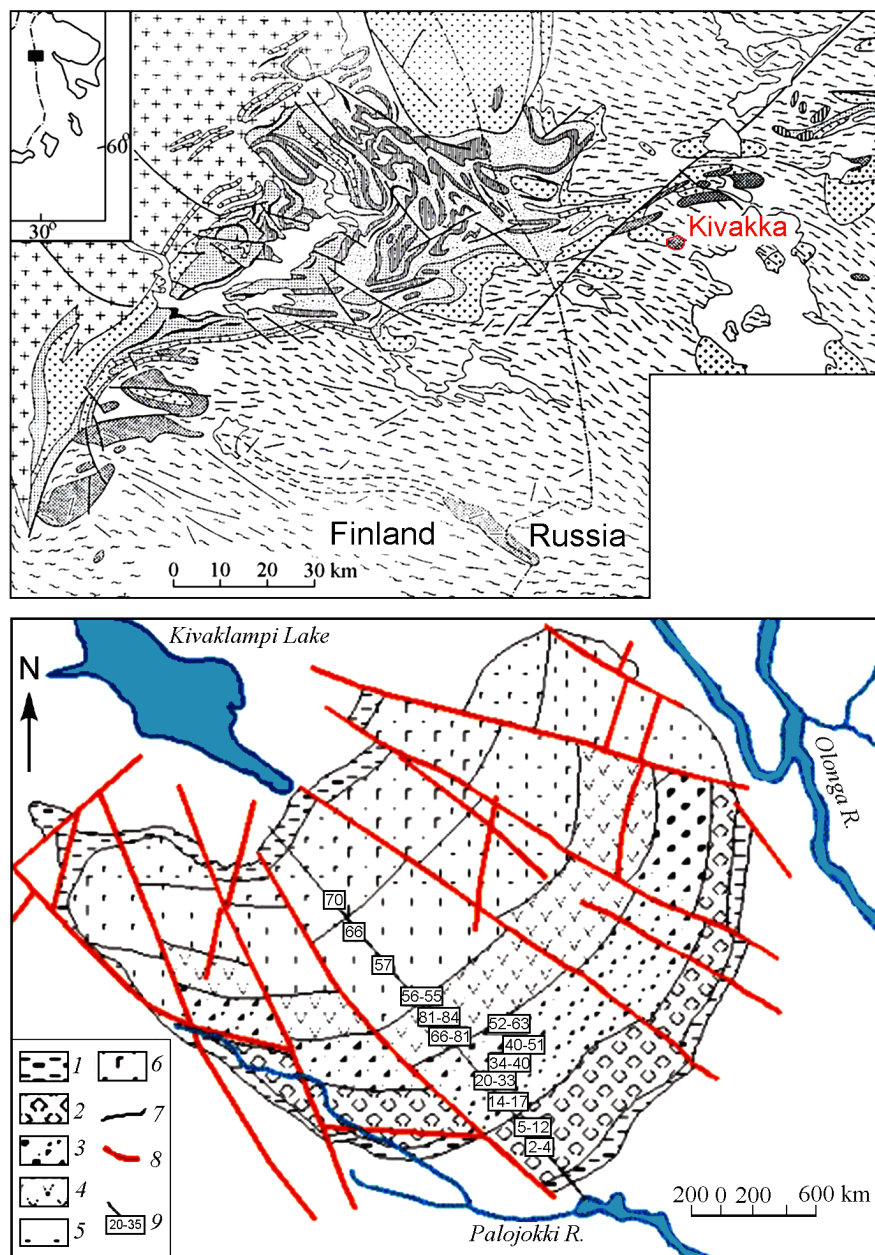 60°
30°
Kivakka
Finland
Russia
0 10 20 30 km
Kivaklampi Lake
N
Olonga R.
70
66
57
56-55
81-84
66-81
52-63
40-51
34-40
20-33
14-17
5-12
2-4
1
2
3
4
5
6
7
8
20-35
9
200 0 200 600 km
Palojokki R.